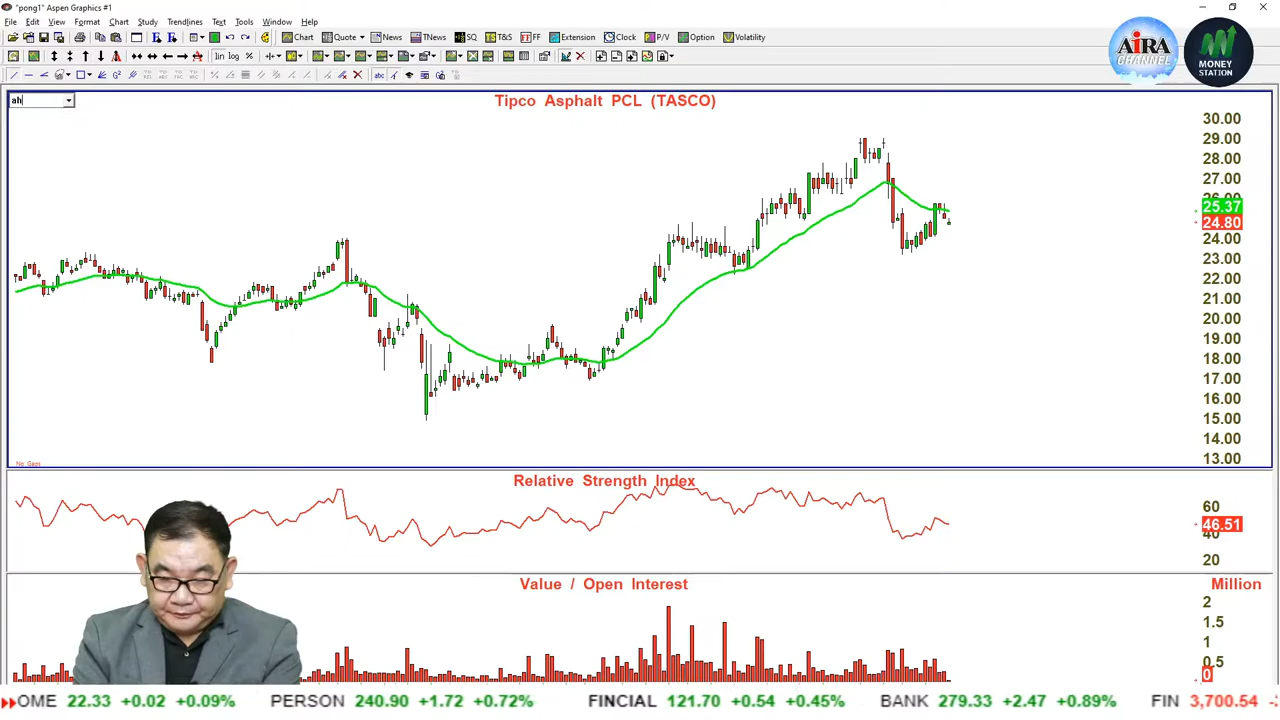 "pong1" Aspen Graphics #1
File Edit View Format Chart Study Trendlines Text Tools Window Help
Chart Quote News TNews SQ T&S FF Extension Clock P/V Option Volatility
lin log %
abc
AiRA CHANNEL
MONEY STATION
ah
Tipco Asphalt PCL (TASCO)
30.00
29.00
28.00
27.00
25.37
24.80
24.00
23.00
22.00
21.00
20.00
19.00
18.00
17.00
16.00
15.00
14.00
13.00
No Gaps
Relative Strength Index
60
46.51
40
20
Value / Open Interest
Million
2
1.5
1
0.5
0
OME 22.33 +0.02 +0.09% PERSON 240.90 +1.72 +0.72% FINCIAL 121.70 +0.54 +0.45% BANK 279.33 +2.47 +0.89% FIN 3,700.54